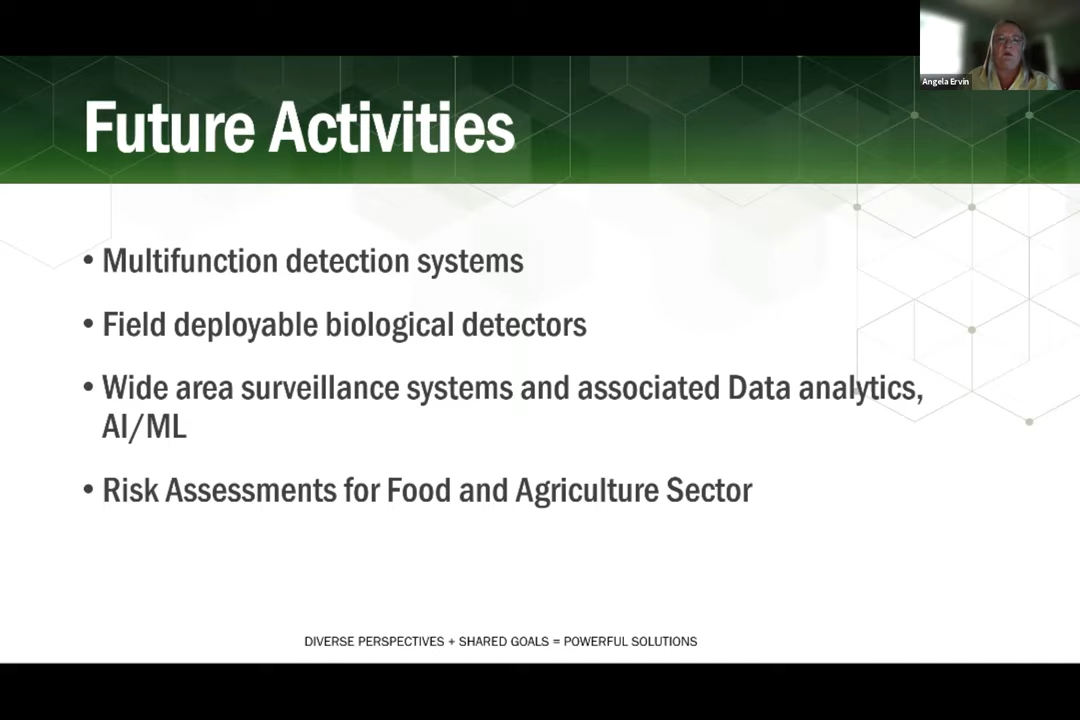 Angela Ervin
Future Activities
• Multifunction detection systems
• Field deployable biological detectors
• Wide area surveillance systems and associated Data analytics,
AI/ML
• Risk Assessments for Food and Agriculture Sector
DIVERSE PERSPECTIVES + SHARED GOALS = POWERFUL SOLUTIONS